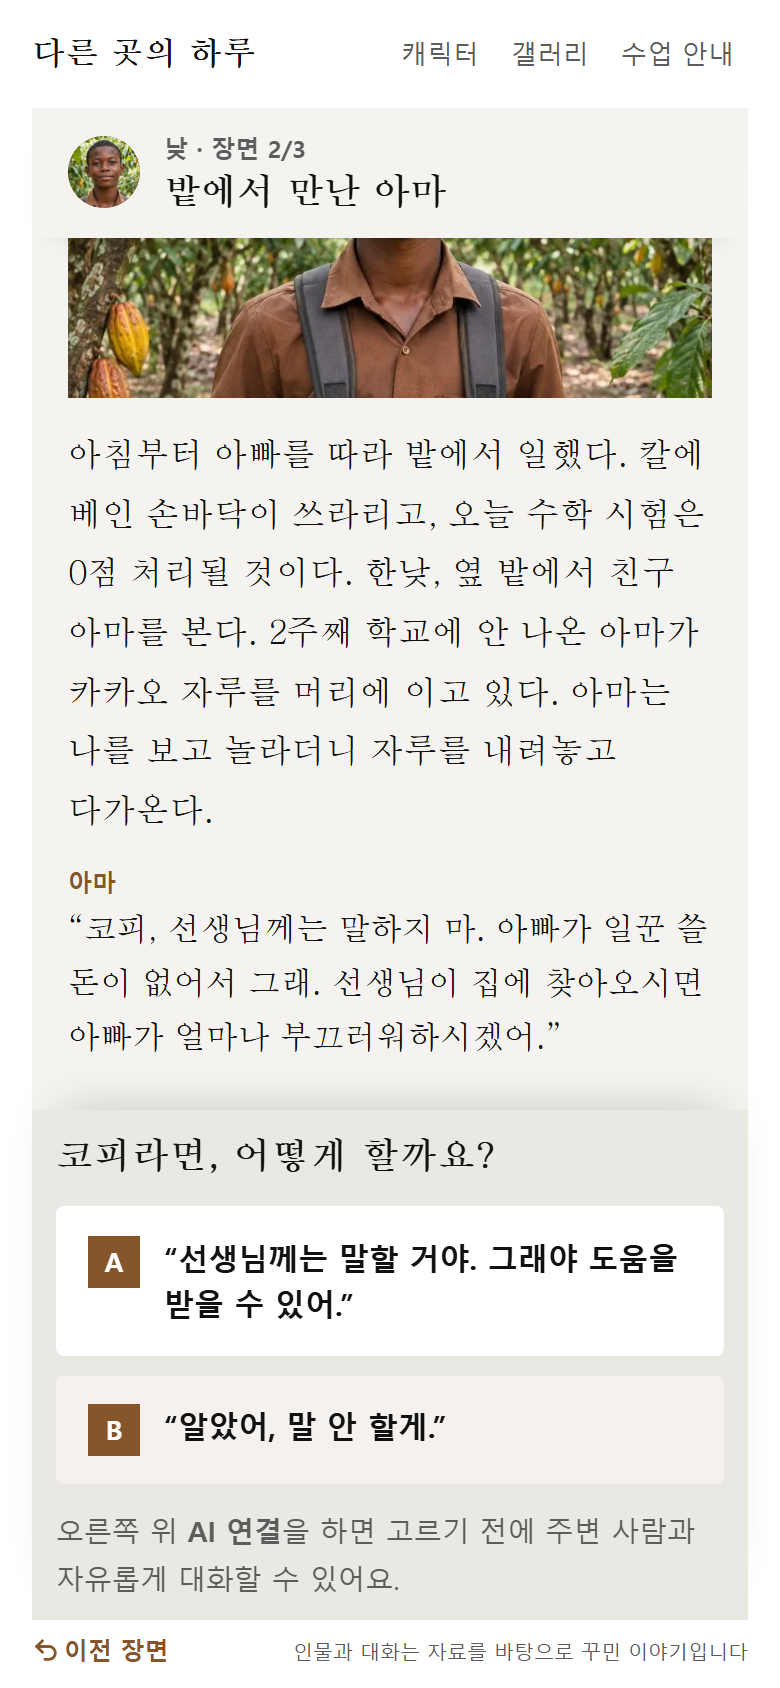 다른 곳의 하루
캐릭터 갤러리 수업 안내
낮 · 장면 2/3
밭에서 만난 아마
아침부터 아빠를 따라 밭에서 일했다. 칼에
베인 손바닥이 쓰라리고, 오늘 수학 시험은
0점 처리될 것이다. 한낮, 옆 밭에서 친구
아마를 본다. 2주째 학교에 안 나온 아마가
카카오 자루를 머리에 이고 있다. 아마는
나를 보고 놀라더니 자루를 내려놓고
다가온다.
아마
“코피, 선생님께는 말하지 마. 아빠가 일꾼 쓸
돈이 없어서 그래. 선생님이 집에 찾아오시면
아빠가 얼마나 부끄러워하시겠어.”
코피라면, 어떻게 할까요?
A “선생님께는 말할 거야. 그래야 도움을
받을 수 있어.”
B “알았어, 말 안 할게.”
오른쪽 위 AI 연결을 하면 고르기 전에 주변 사람과
자유롭게 대화할 수 있어요.
이전 장면
인물과 대화는 자료를 바탕으로 꾸민 이야기입니다